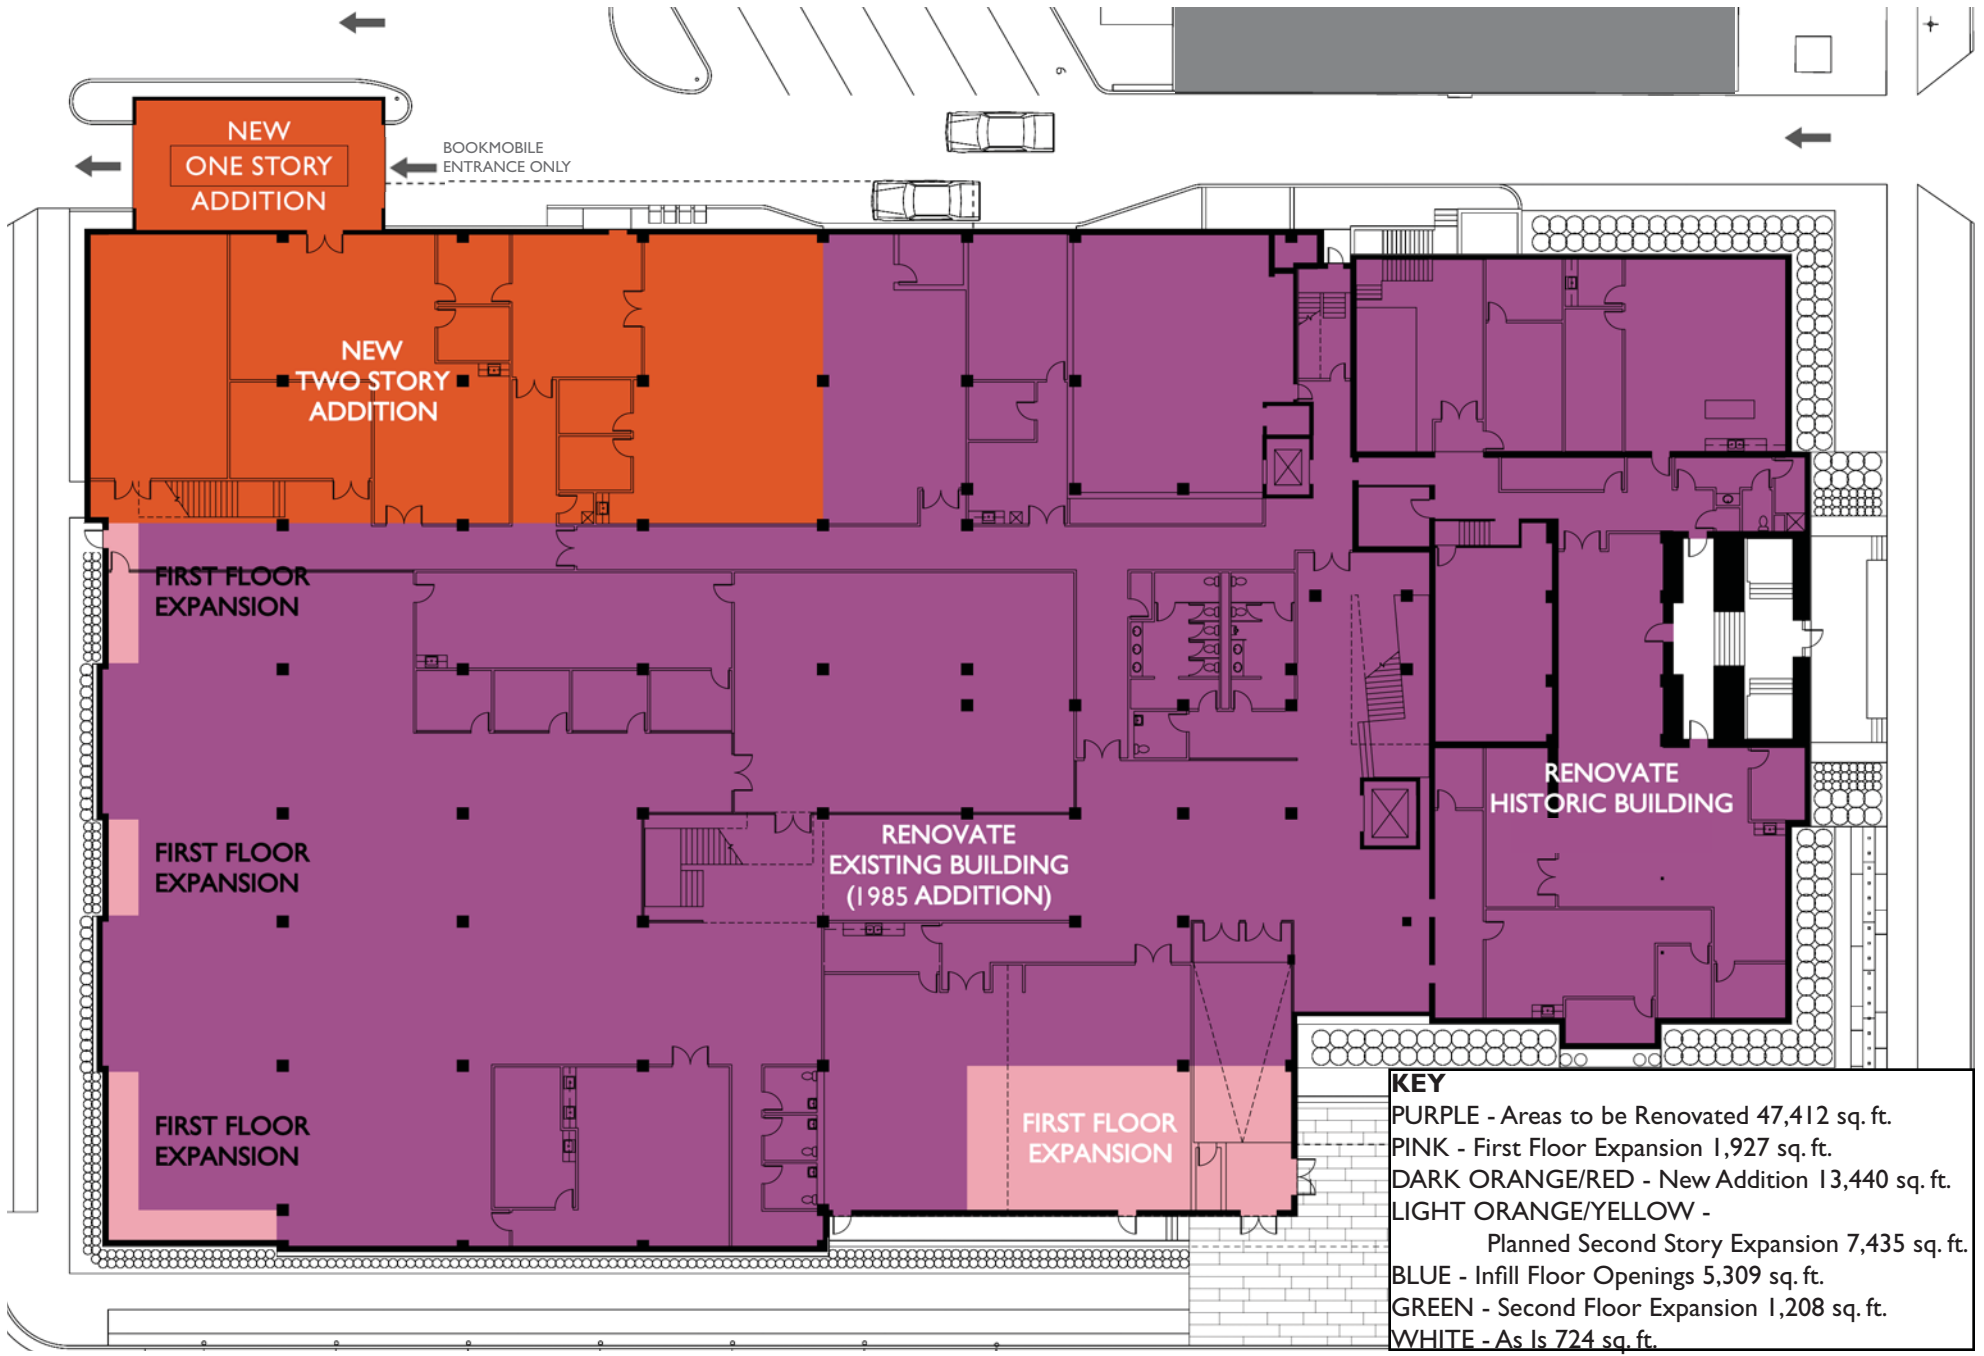 6
NEW
ONE STORY
ADDITION
BOOKMOBILE
ENTRANCE ONLY
NEW
TWO STORY
ADDITION
FIRST FLOOR
EXPANSION
RENOVATE
HISTORIC BUILDING
FIRST FLOOR
EXPANSION
RENOVATE
EXISTING BUILDING
(1985 ADDITION)
FIRST FLOOR
EXPANSION
FIRST FLOOR
EXPANSION
KEY
PURPLE - Areas to be Renovated 47,412 sq. ft.
PINK - First Floor Expansion 1,927 sq. ft.
DARK ORANGE/RED - New Addition 13,440 sq. ft.
LIGHT ORANGE/YELLOW -
Planned Second Story Expansion 7,435 sq. ft.
BLUE - Infill Floor Openings 5,309 sq. ft.
GREEN - Second Floor Expansion 1,208 sq. ft.
WHITE - As Is 724 sq. ft.